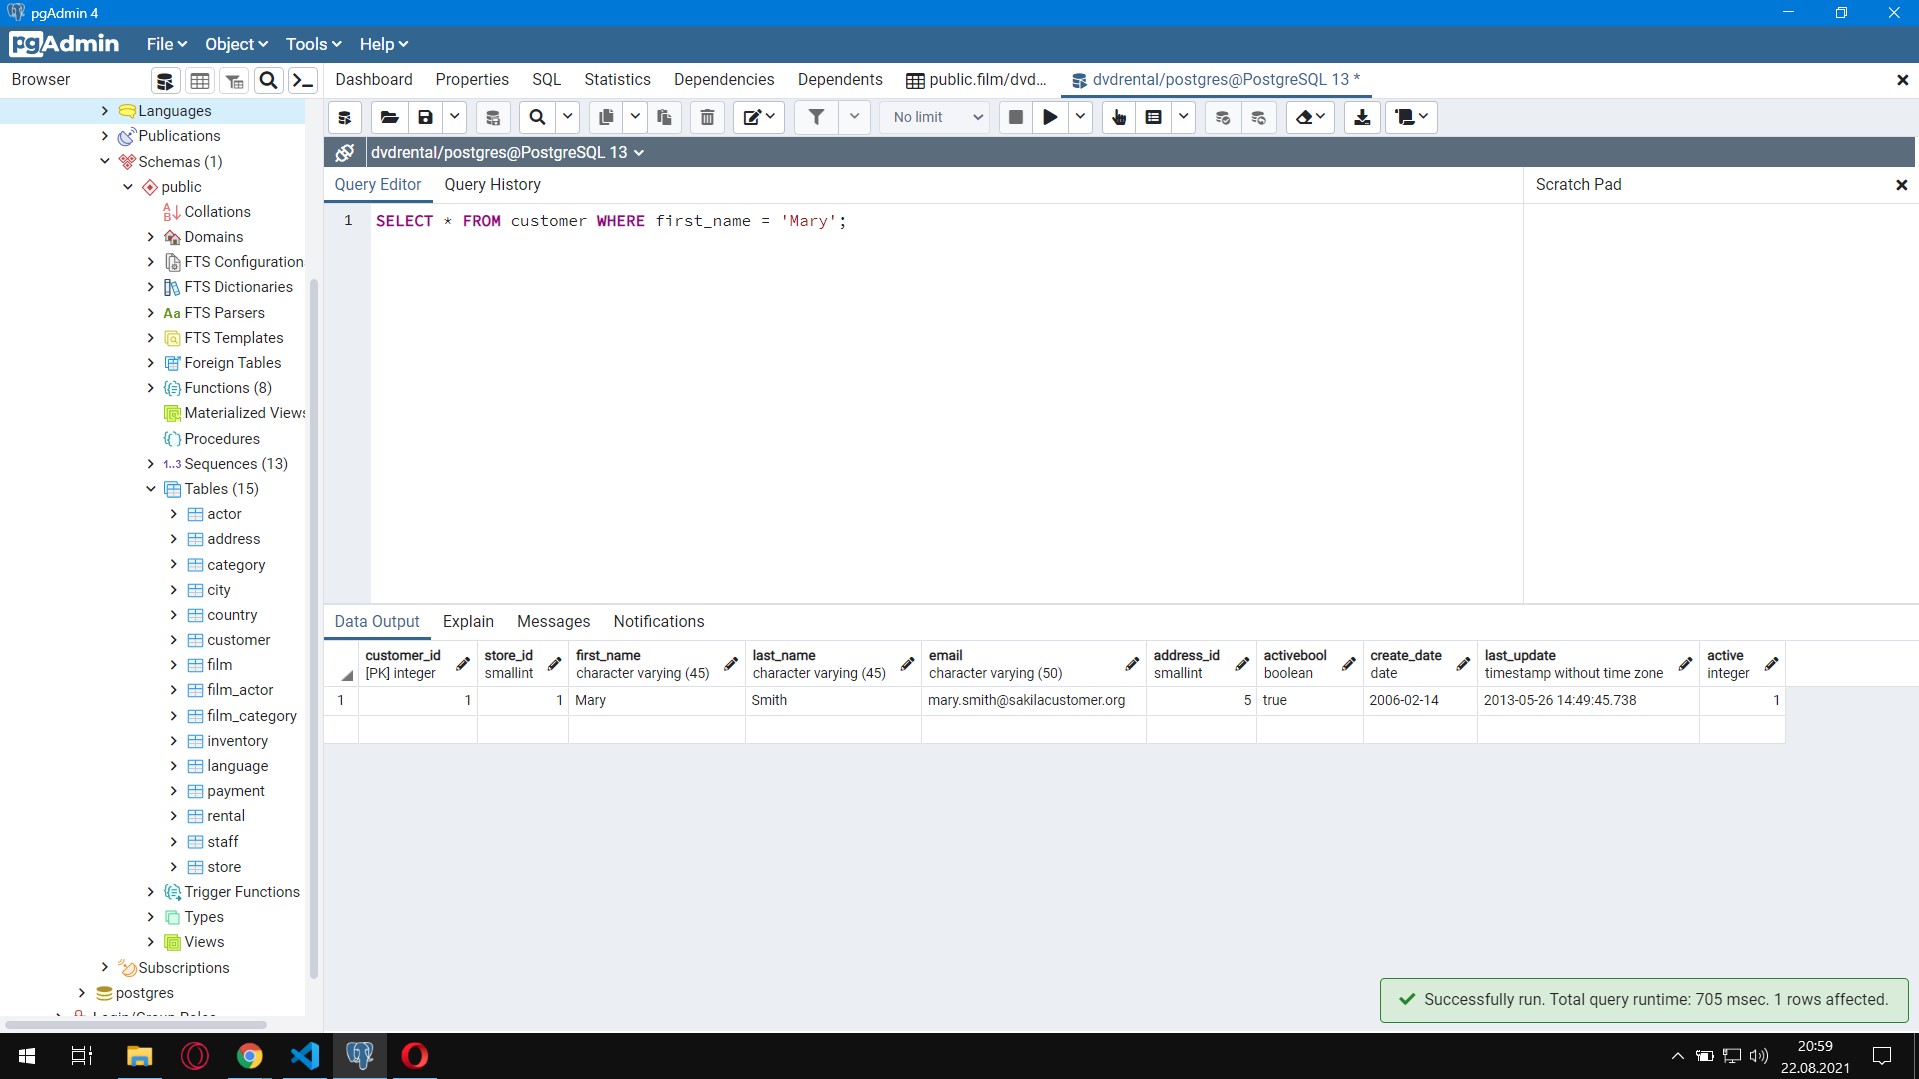 pgAdmin 4
pgAdmin File Object Tools Help
Browser
Dashboard Properties SQL Statistics Dependencies Dependents public.film/dvd... dvdrental/postgres@PostgreSQL 13 *
No limit
dvdrental/postgres@PostgreSQL 13
Query Editor Query History
Scratch Pad
1 SELECT * FROM customer WHERE first_name = 'Mary';
Languages
Publications
Schemas (1)
public
Collations
Domains
FTS Configuration
FTS Dictionaries
Aa FTS Parsers
FTS Templates
Foreign Tables
Functions (8)
Materialized Views
Procedures
1..3 Sequences (13)
Tables (15)
actor
address
category
city
country
customer
film
film_actor
film_category
inventory
language
payment
rental
staff
store
Trigger Functions
Types
Views
Subscriptions
postgres
Data Output Explain Messages Notifications
customer_id store_id first_name last_name email address_id activebool create_date last_update active
[PK] integer smallint character varying (45) character varying (45) character varying (50) smallint boolean date timestamp without time zone integer
1 1 1 Mary Smith mary.smith@sakilacustomer.org 5 true 2006-02-14 2013-05-26 14:49:45.738 1
Successfully run. Total query runtime: 705 msec. 1 rows affected.
20:59
22.08.2021